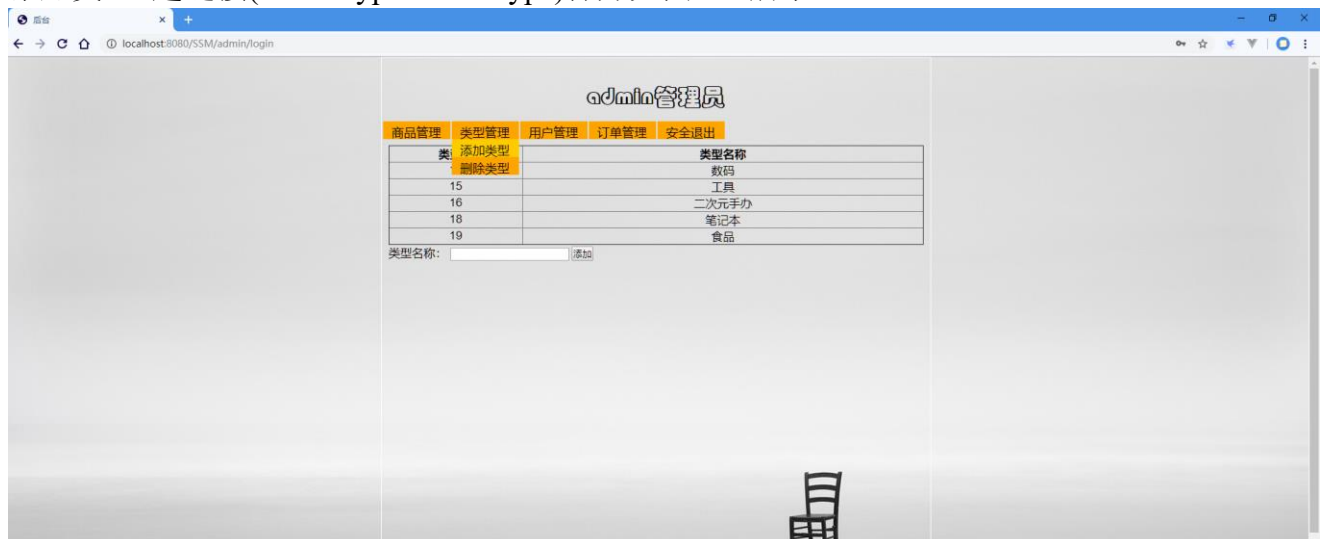 后台
localhost:8080/SSM/admin/login
admin管理员
商品管理 类型管理 用户管理 订单管理 安全退出
添加类型
删除类型
类 类型名称
数码
15 工具
16 二次元手办
18 笔记本
19 食品
类型名称: 添加